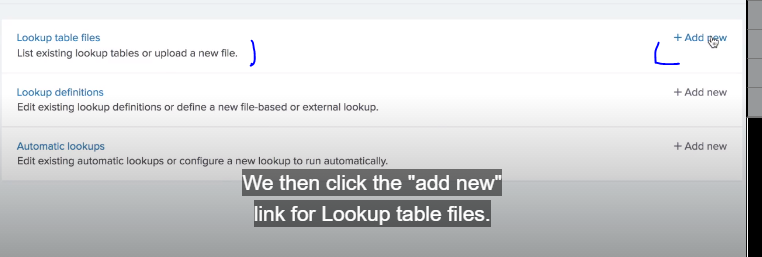 Lookup table files
+ Add new
List existing lookup tables or upload a new file.
Lookup definitions
+ Add new
Edit existing lookup definitions or define a new file-based or external lookup.
Automatic lookups
+ Add new
Edit existing automatic lookups or configure a new lookup to run automatically.
We then click the "add new"
link for Lookup table files.